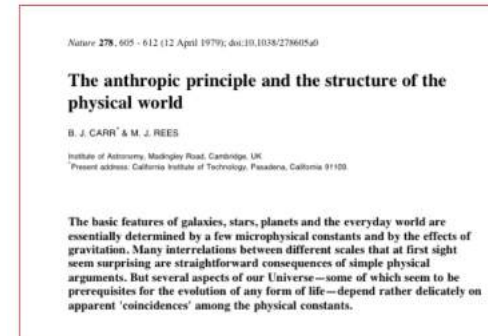 Nature 278, 605 - 612 (12 April 1979); doi:10.1038/278605a0
The anthropic principle and the structure of the
physical world
B. J. CARR* & M. J. REES
Institute of Astronomy, Madingley Road, Cambridge, UK
*Present address: California Institute of Technology, Pasadena, California 91109.
The basic features of galaxies, stars, planets and the everyday world are
essentially determined by a few microphysical constants and by the effects of
gravitation. Many interrelations between different scales that at first sight
seem surprising are straightforward consequences of simple physical
arguments. But several aspects of our Universe—some of which seem to be
prerequisites for the evolution of any form of life—depend rather delicately on
apparent 'coincidences' among the physical constants.